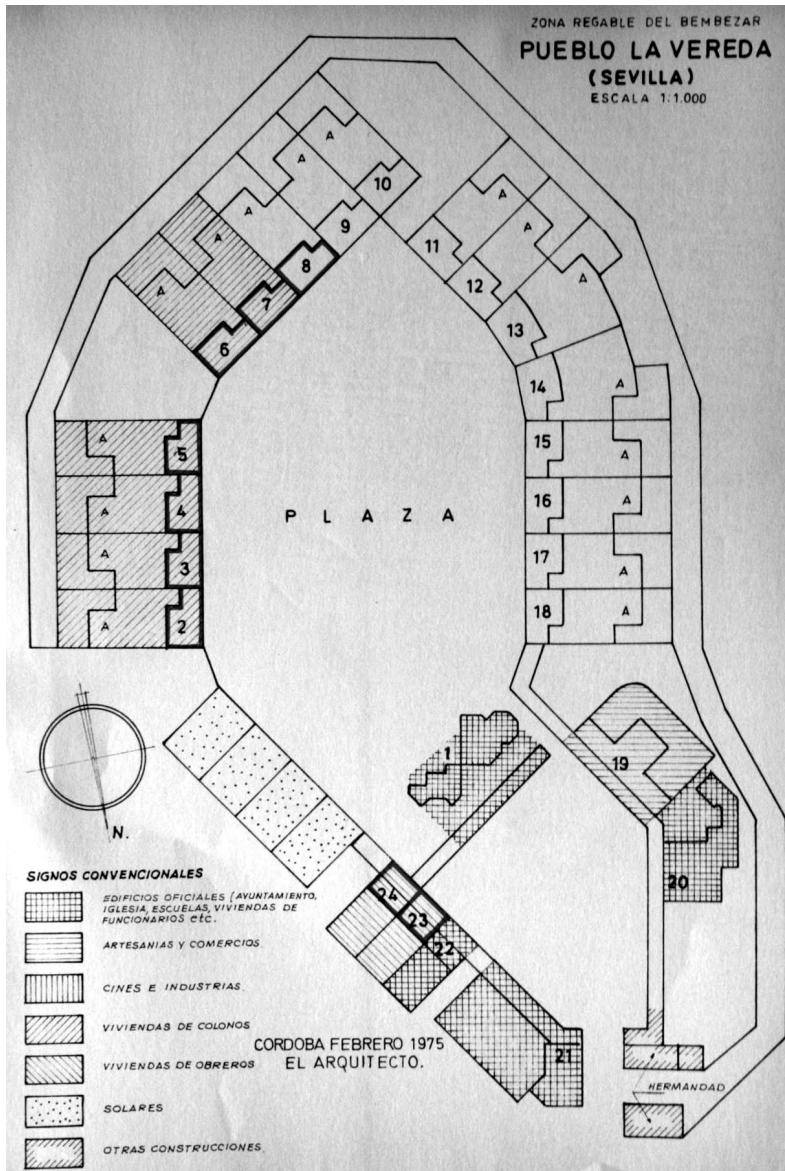 ZONA REGABLE DEL BEMBEZAR
PUEBLO LA VEREDA
(SEVILLA)
ESCALA 1:1.000
A
A
A
A
A
10
9
8
7
6
A
A
A
A
11
12
13
14
A
15
A
16
A
17
A
18
A
A
5
A
4
A
3
A
2
PLAZA
1
19
20
24
23
22
21
N.
HERMANDAD
SIGNOS CONVENCIONALES
EDIFICIOS OFICIALES (AYUNTAMIENTO,
IGLESIA, ESCUELAS, VIVIENDAS DE
FUNCIONARIOS etc.
ARTESANIAS Y COMERCIOS.
CINES E INDUSTRIAS.
VIVIENDAS DE COLONOS
VIVIENDAS DE OBREROS
SOLARES
OTRAS CONSTRUCCIONES.
CORDOBA FEBRERO 1975
EL ARQUITECTO.